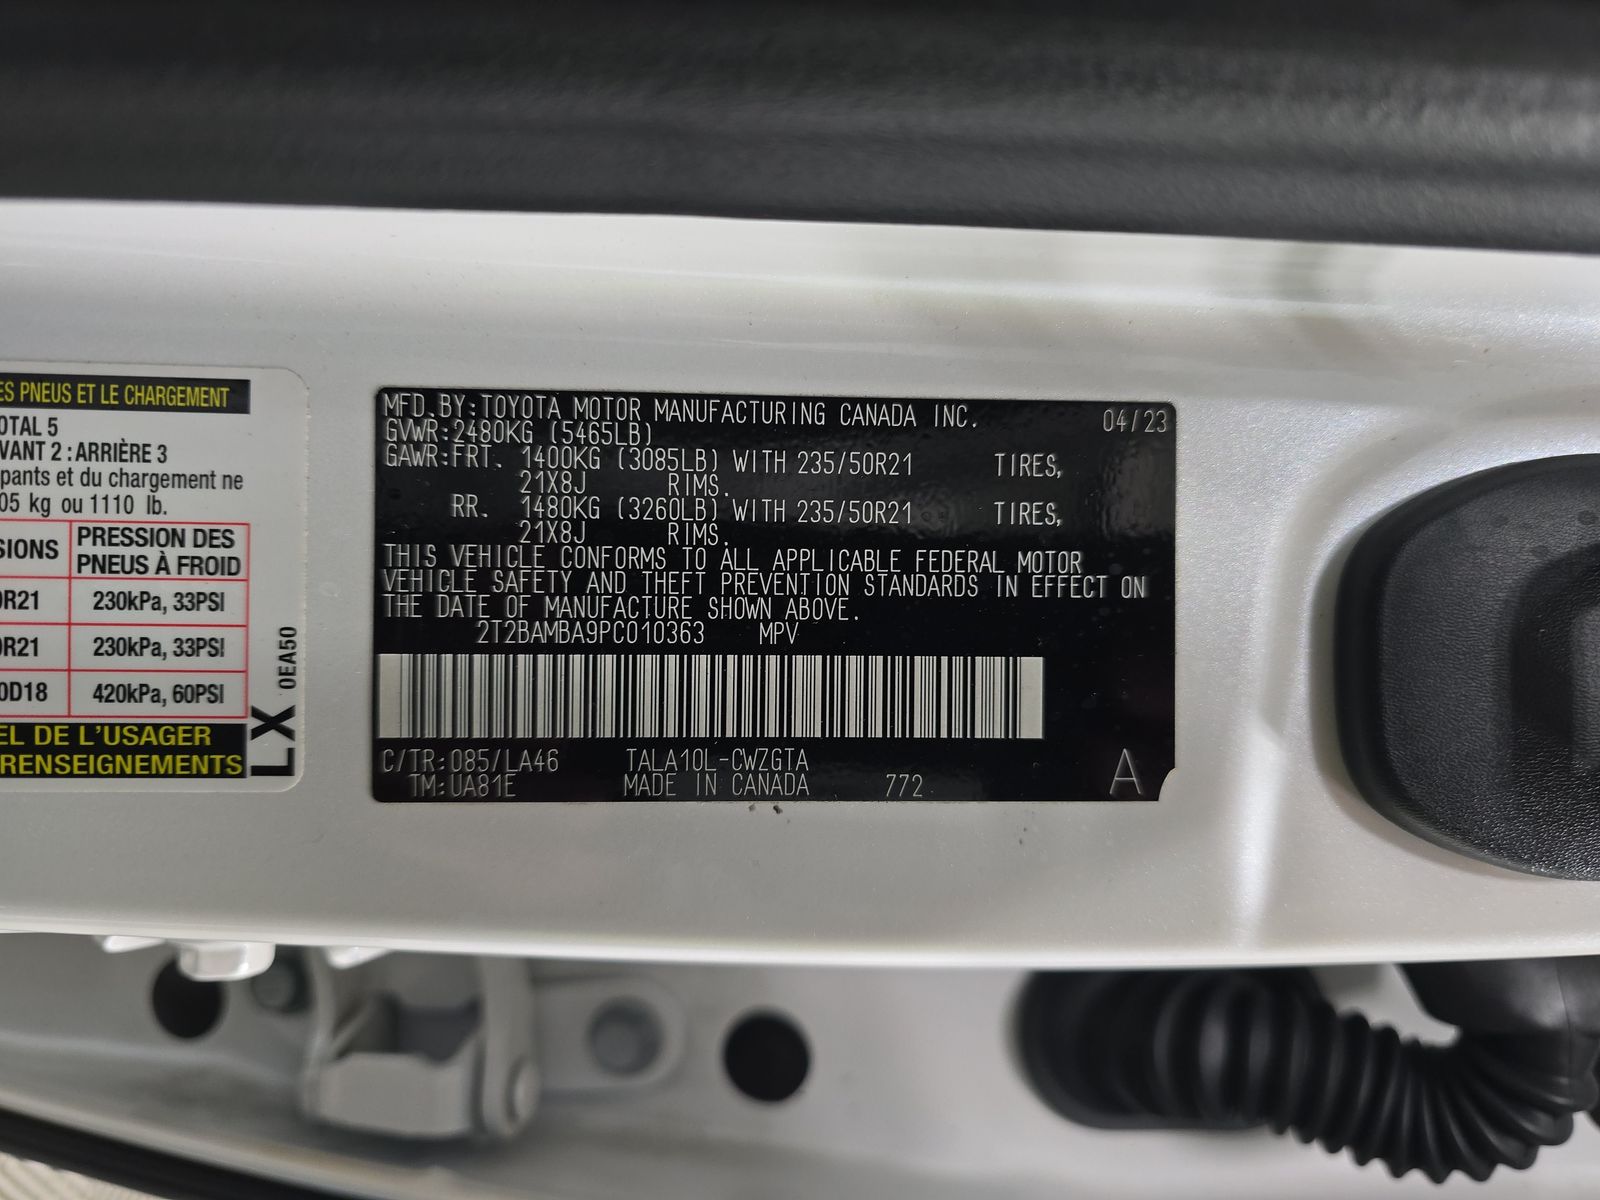 ES PNEUS ET LE CHARGEMENT
OTAL 5
VANT 2 : ARRIÈRE 3
pants et du chargement ne
05 kg ou 1110 lb.
SIONS PRESSION DES PNEUS À FROID
0R21 230kPa, 33PSI
0R21 230kPa, 33PSI
0D18 420kPa, 60PSI
EL DE L'USAGER
RENSEIGNEMENTS
LX 0EA50
MFD.BY:TOYOTA MOTOR MANUFACTURING CANADA INC. 04/23
GVWR:2480KG (5465LB)
GAWR:FRT. 1400KG (3085LB) WITH 235/50R21 TIRES,
21X8J RIMS.
RR. 1480KG (3260LB) WITH 235/50R21 TIRES,
21X8J RIMS.
THIS VEHICLE CONFORMS TO ALL APPLICABLE FEDERAL MOTOR
VEHICLE SAFETY AND THEFT PREVENTION STANDARDS IN EFFECT ON
THE DATE OF MANUFACTURE SHOWN ABOVE.
2T2BAMBA9PC010363 MPV
C/TR:085/LA46 TALA10L-CWZGTA
TM:UA81E MADE IN CANADA 772 A